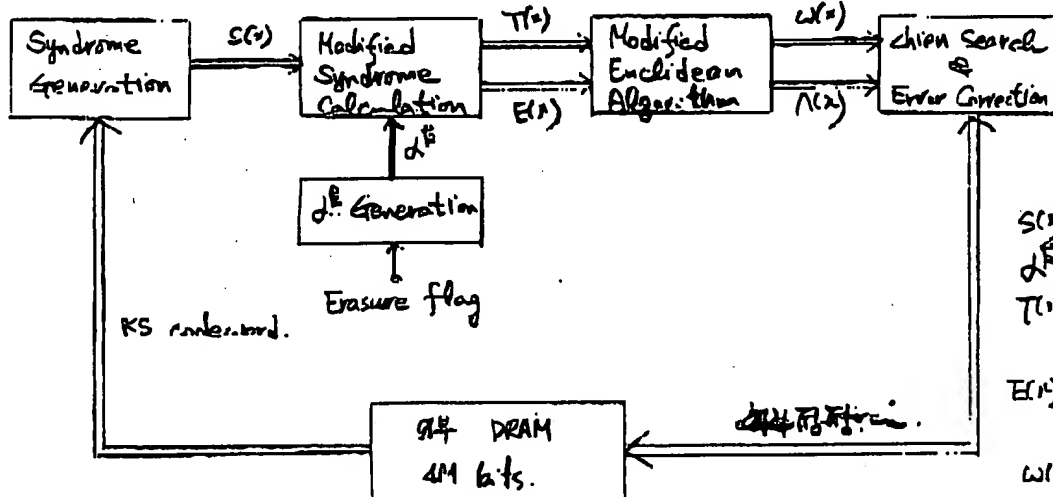 Syndrome
Generation
S(x)
Modified
Syndrome
Calculation
T(x)
E(x)
Modified
Euclidean
Algorithm
ω(x)
Λ(x)
Chien Search
&
Error Correction
α^k
α^k Generation
Erasure flag
RS codeword.
외부 DRAM
4M bits.
S(x
α^k
T(x
E(x)
ω(